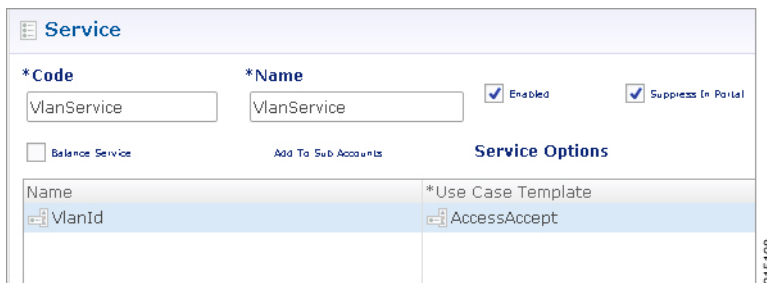 Service
*Code *Name
VlanService VlanService Enabled Suppress In Portal
Balance Service Add To Sub Accounts Service Options
Name *Use Case Template
VlanId AccessAccept